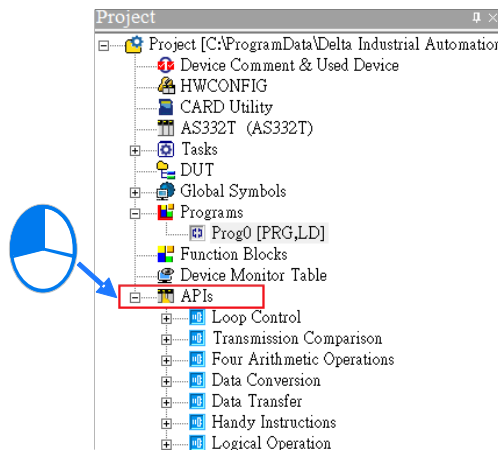 Project
Project [C:\ProgramData\Delta Industrial Automation
Device Comment & Used Device
HWCONFIG
CARD Utility
AS332T (AS332T)
Tasks
DUT
Global Symbols
Programs
Prog0 [PRG,LD]
Function Blocks
Device Monitor Table
APIs
Loop Control
Transmission Comparison
Four Arithmetic Operations
Data Conversion
Data Transfer
Handy Instructions
Logical Operation